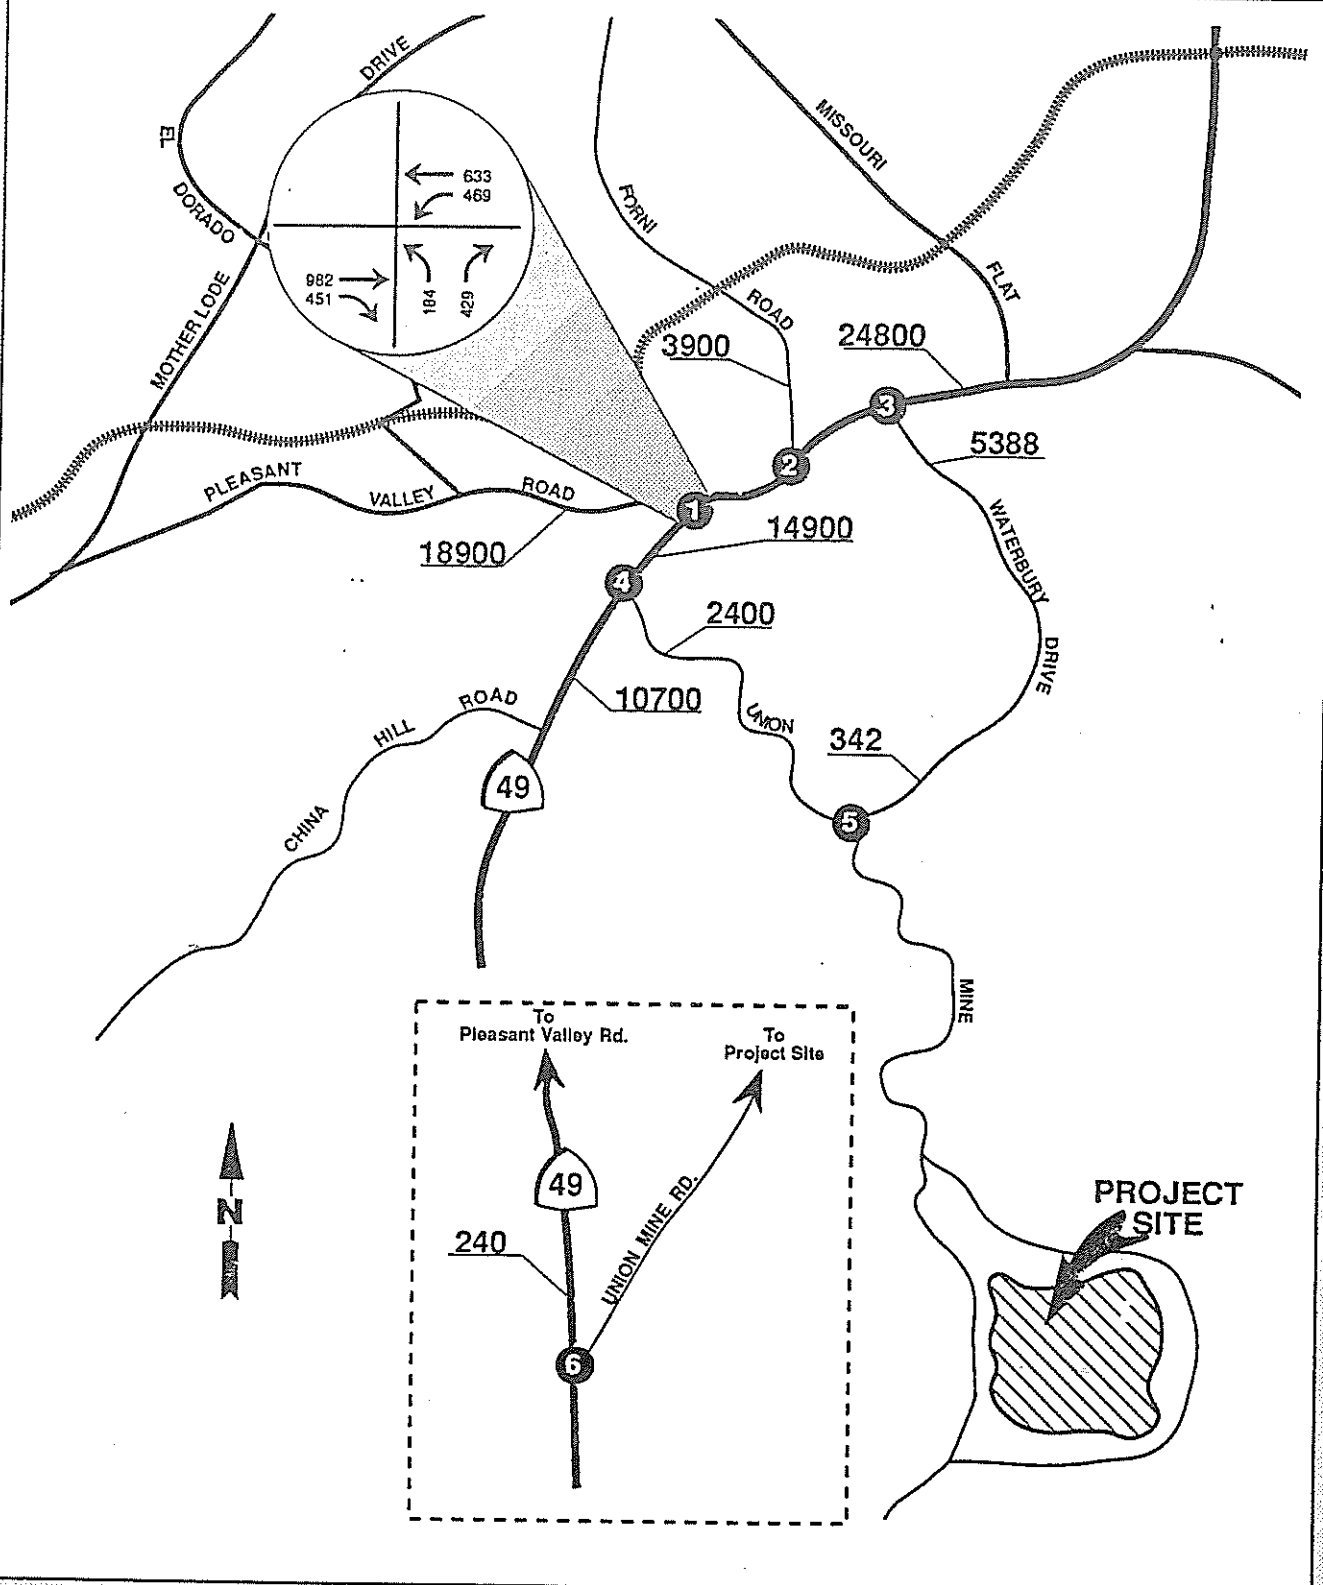 DRIVE
EL
DORADO
MOTHER LODE
633
469
982
451
184
429
FORNI
ROAD
MISSOURI
FLAT
3900
24800
3
5388
2
PLEASANT
VALLEY
ROAD
1
18900
14900
WATERBURY
DRIVE
4
2400
10700
UNION
342
5
CHINA
HILL
ROAD
49
MINE
To
Pleasant Valley Rd.
To
Project Site
49
240
UNION MINE RD.
6
N
PROJECT
SITE